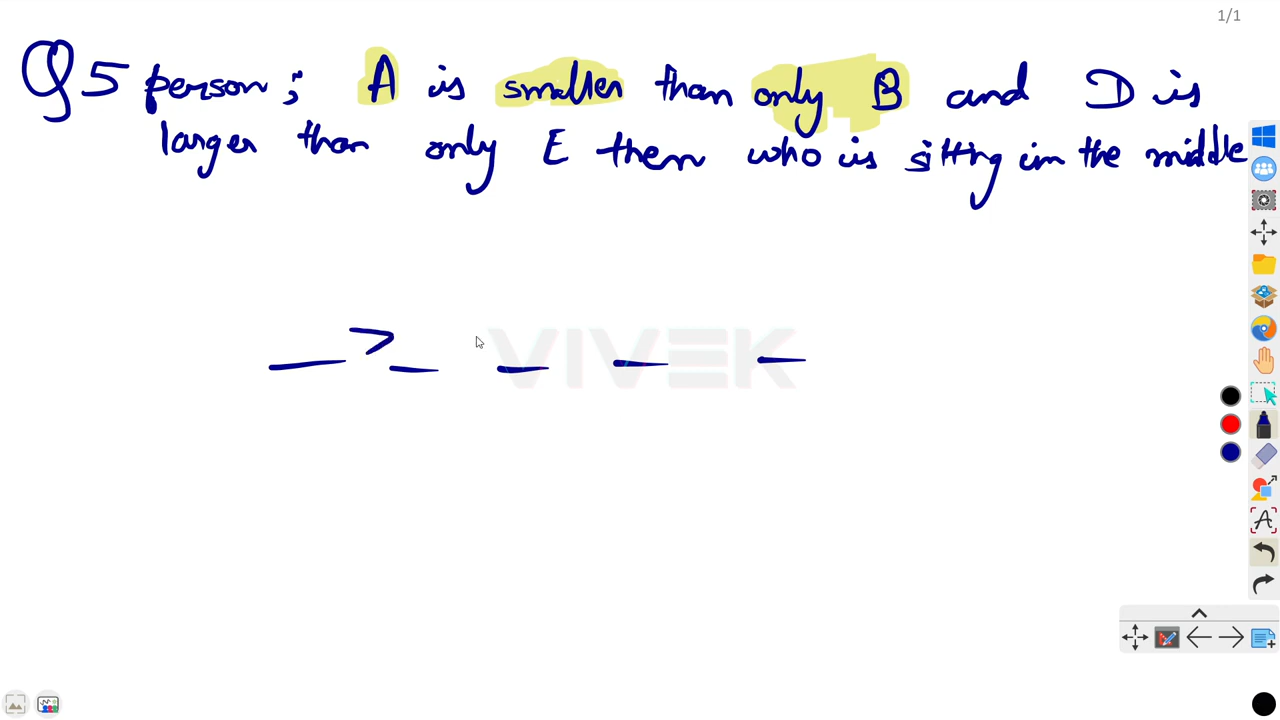 1/1
Q 5 person; A is smaller than only B and D is
larger than only E then who is sitting in the middle
>
VIVEK